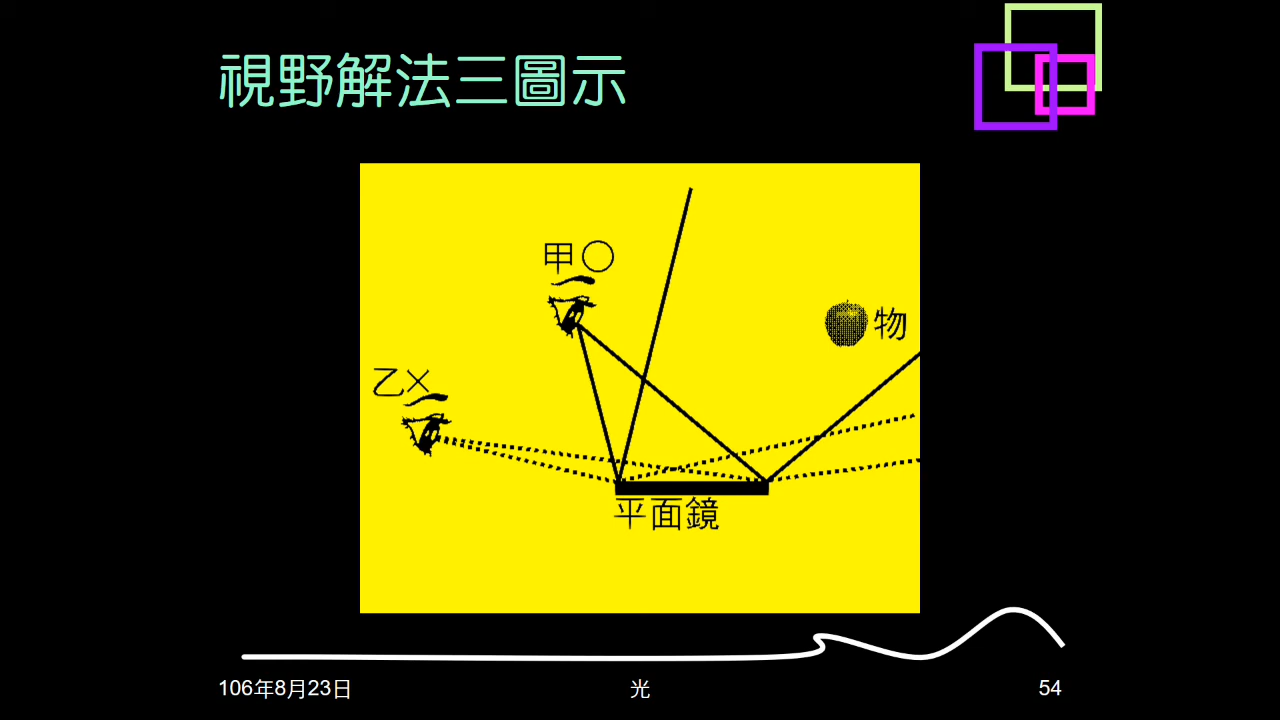 視野解法三圖示
甲○
物
乙×
平面鏡
106年8月23日
光
54